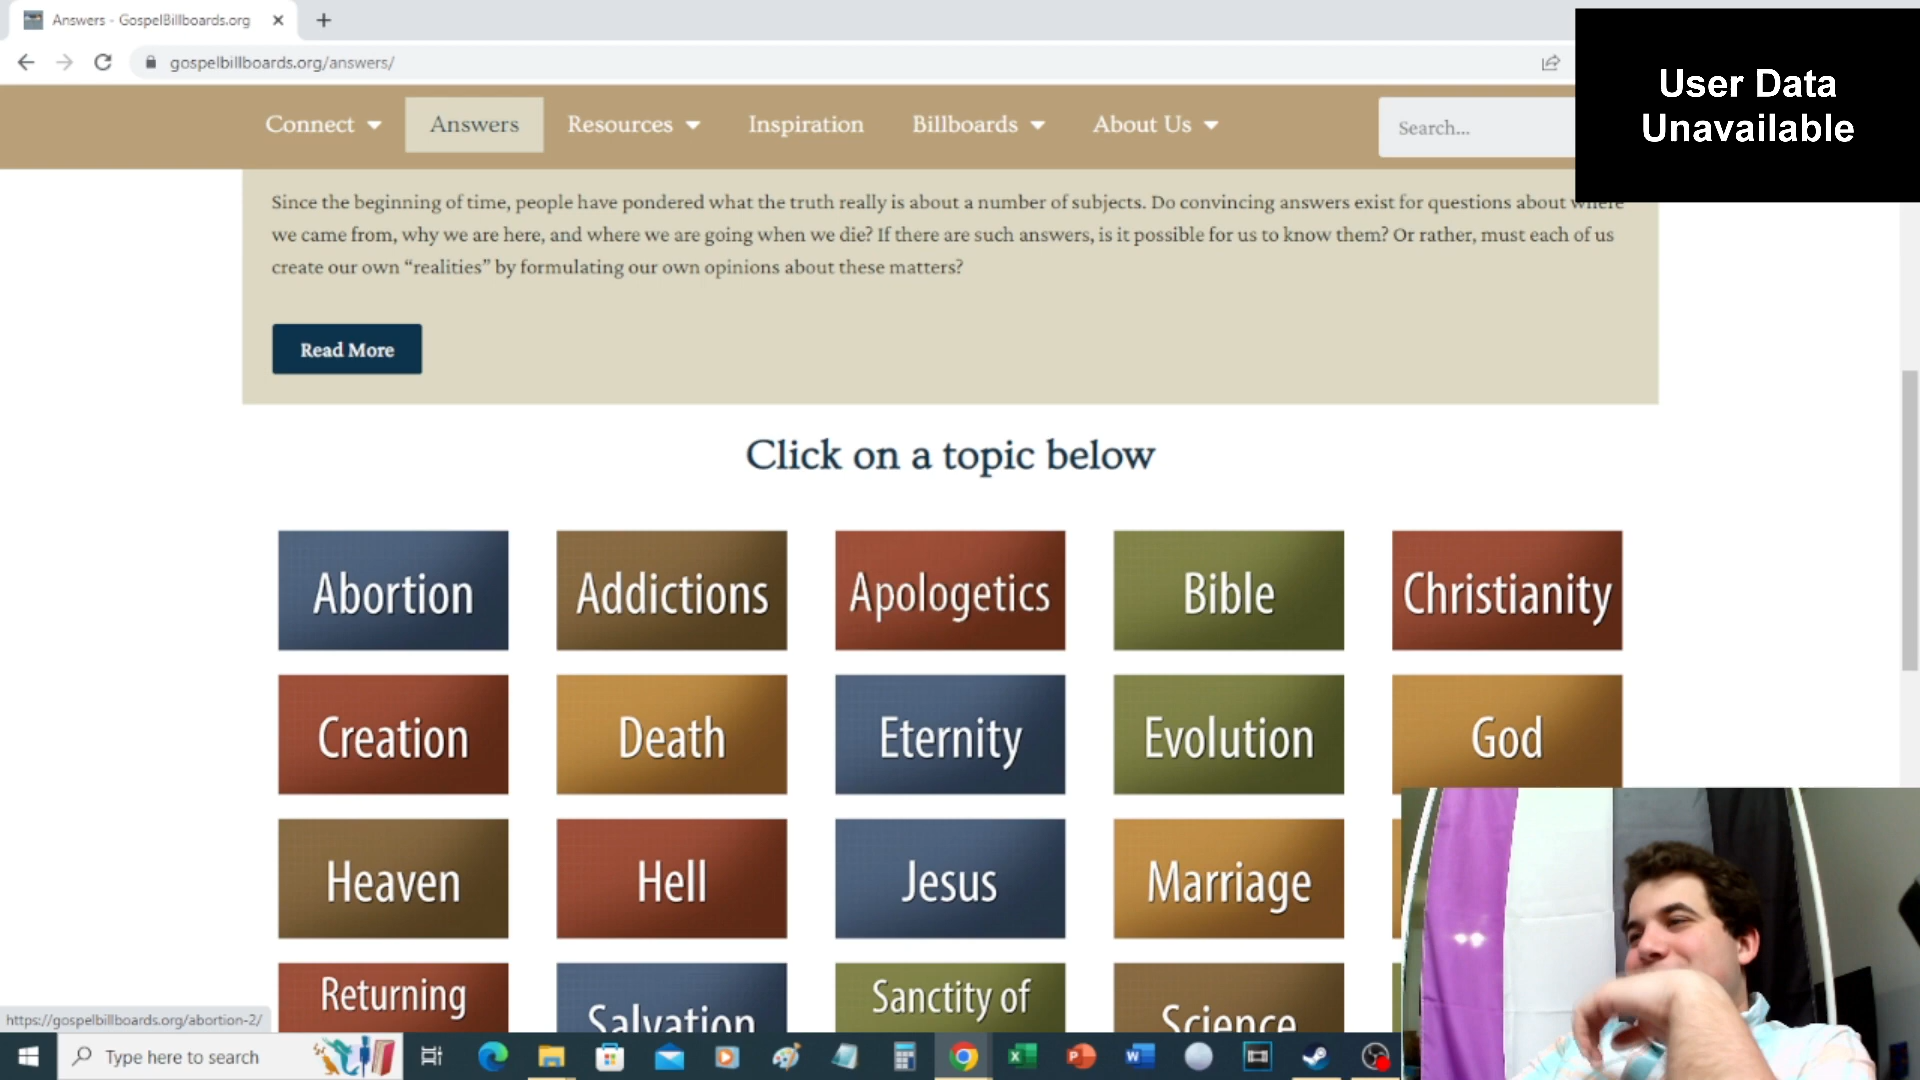 Answers - GospelBillboards.org
gospelbillboards.org/answers/
User Data
Unavailable
Connect Answers Resources Inspiration Billboards About Us Search...
Since the beginning of time, people have pondered what the truth really is about a number of subjects. Do convincing answers exist for questions about where
we came from, why we are here, and where we are going when we die? If there are such answers, is it possible for us to know them? Or rather, must each of us
create our own “realities” by formulating our own opinions about these matters?
Read More
Click on a topic below
Abortion Addictions Apologetics Bible Christianity
Creation Death Eternity Evolution God
Heaven Hell Jesus Marriage
Returning Salvation Sanctity of Science
https://gospelbillboards.org/abortion-2/
Type here to search